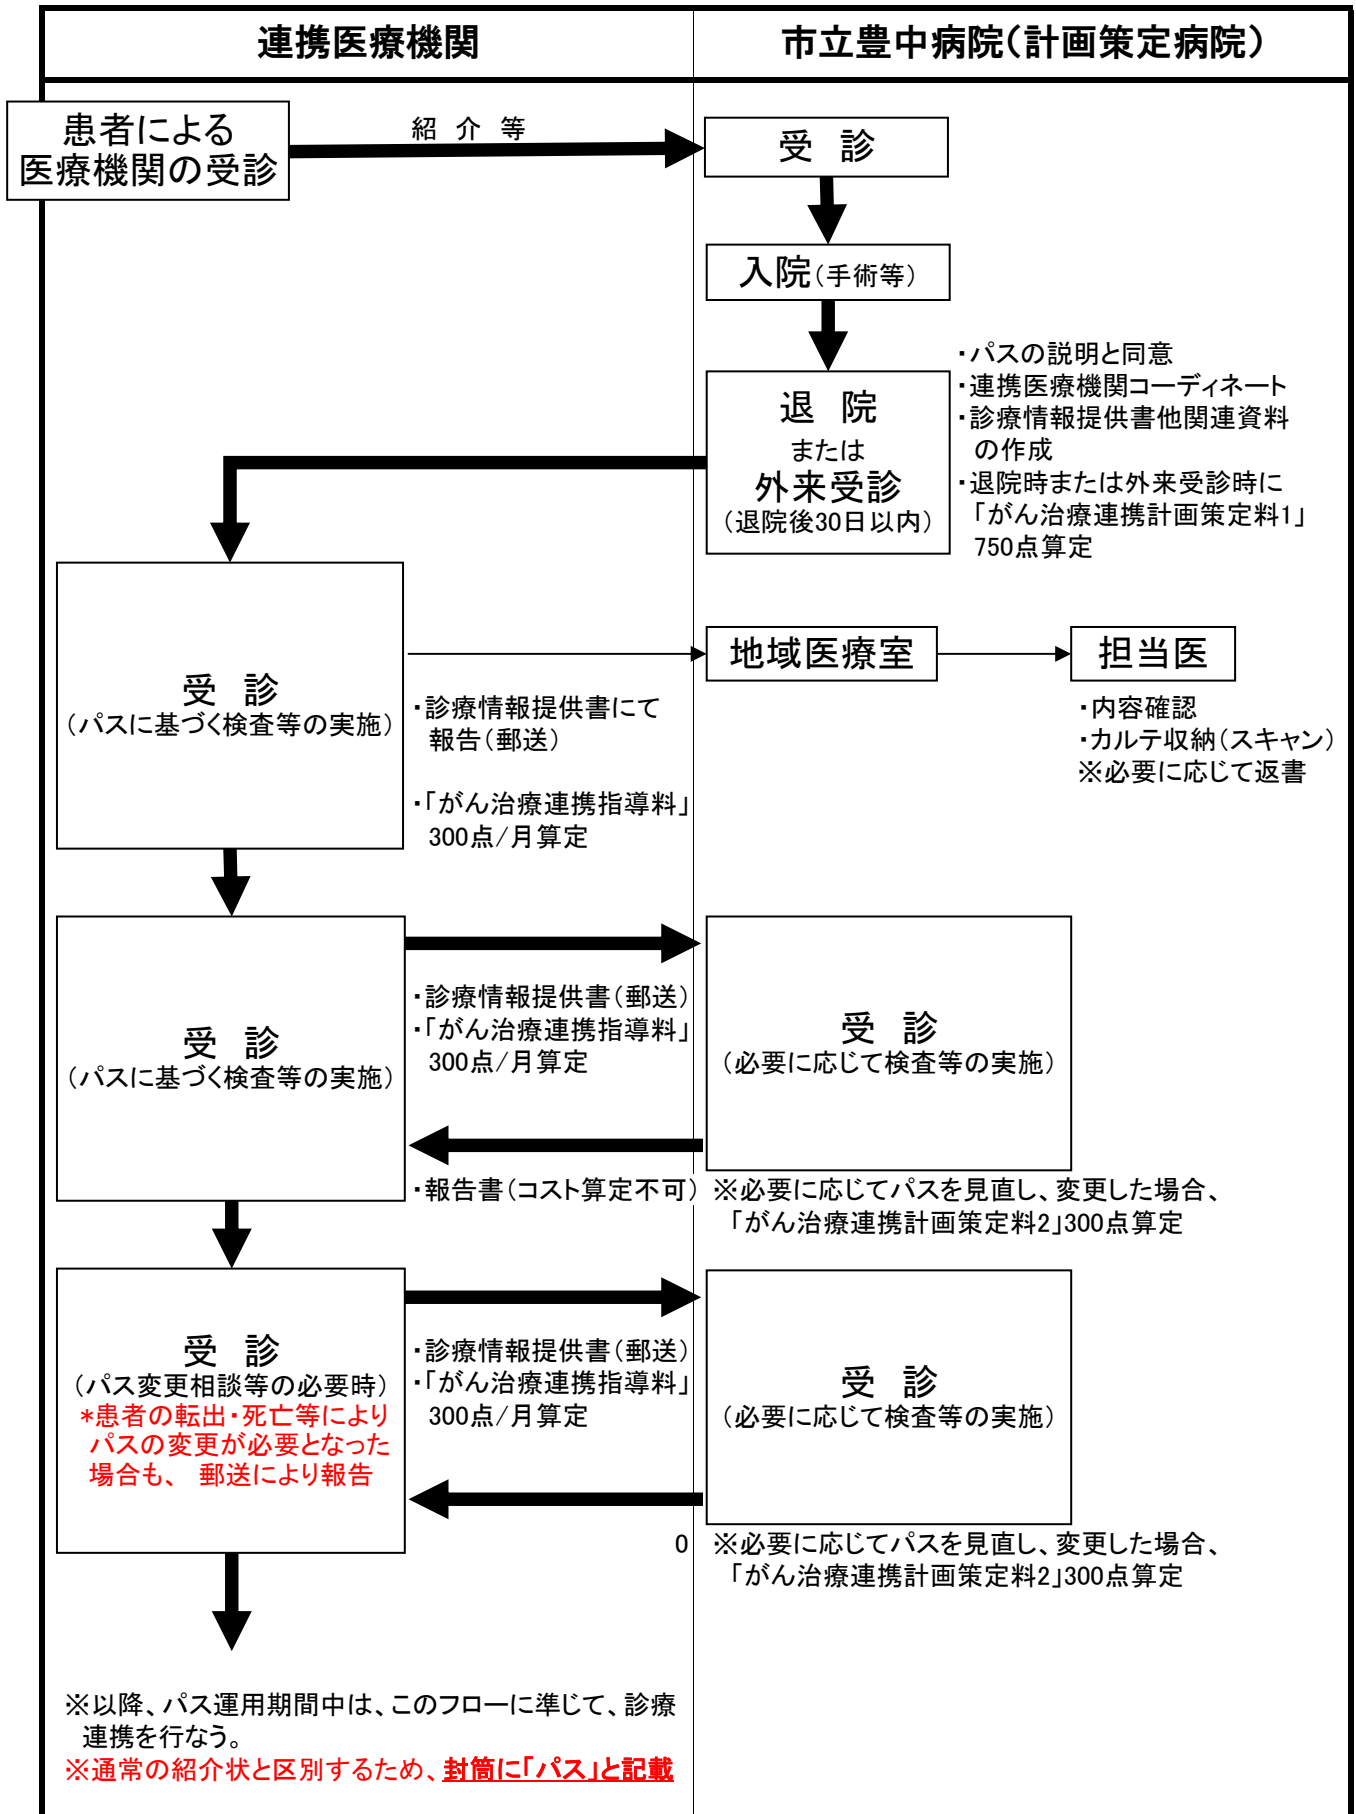 連携医療機関
市立豊中病院(計画策定病院)
患者による
医療機関の受診
紹 介 等
受 診
入院(手術等)
退 院
または
外来受診
(退院後30日以内)
・パスの説明と同意
・連携医療機関コーディネート
・診療情報提供書他関連資料
の作成
・退院時または外来受診時に
「がん治療連携計画策定料1」
750点算定
受 診
(パスに基づく検査等の実施)
・診療情報提供書にて
報告(郵送)
・「がん治療連携指導料」
300点/月算定
地域医療室
担当医
・内容確認
・カルテ収納(スキャン)
※必要に応じて返書
受 診
(パスに基づく検査等の実施)
・診療情報提供書(郵送)
・「がん治療連携指導料」
300点/月算定
受 診
(必要に応じて検査等の実施)
・報告書(コスト算定不可)
※必要に応じてパスを見直し、変更した場合、
「がん治療連携計画策定料2」300点算定
受 診
(パス変更相談等の必要時)
*患者の転出・死亡等により
パスの変更が必要となった
場合も、 郵送により報告
・診療情報提供書(郵送)
・「がん治療連携指導料」
300点/月算定
受 診
(必要に応じて検査等の実施)
0
※必要に応じてパスを見直し、変更した場合、
「がん治療連携計画策定料2」300点算定
※以降、パス運用期間中は、このフローに準じて、診療
連携を行なう。
※通常の紹介状と区別するため、封筒に「パス」と記載